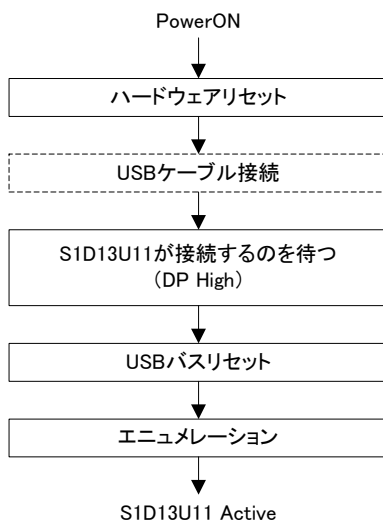 PowerON
ハードウェアリセット
USBケーブル接続
S1D13U11が接続するのを待つ
(DP High)
USBバスリセット
エニュメレーション
S1D13U11 Active